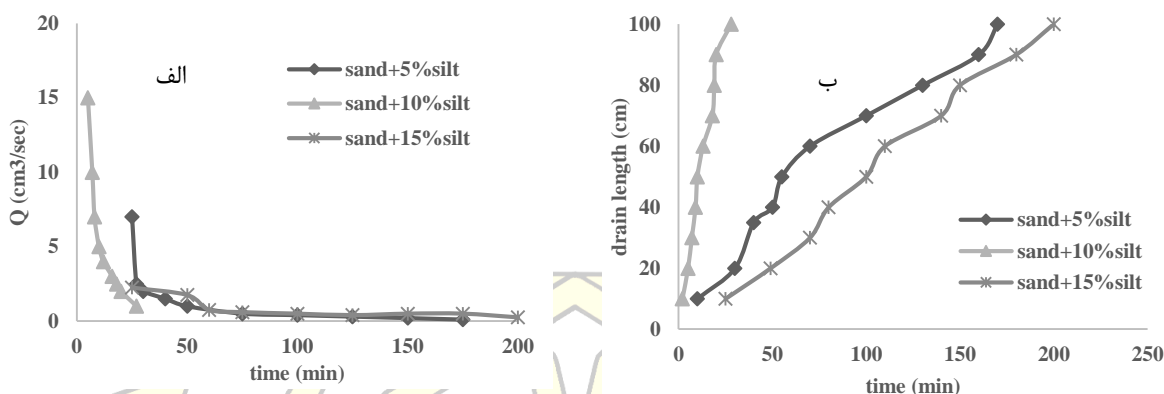 20
15
10
5
0
0
50
100
150
200
Q (cm3/sec)
time (min)
الف
sand+5%silt
sand+10%silt
sand+15%silt
100
80
60
40
20
0
0
50
100
150
200
250
drain length (cm)
time (min)
ب
sand+5%silt
sand+10%silt
sand+15%silt